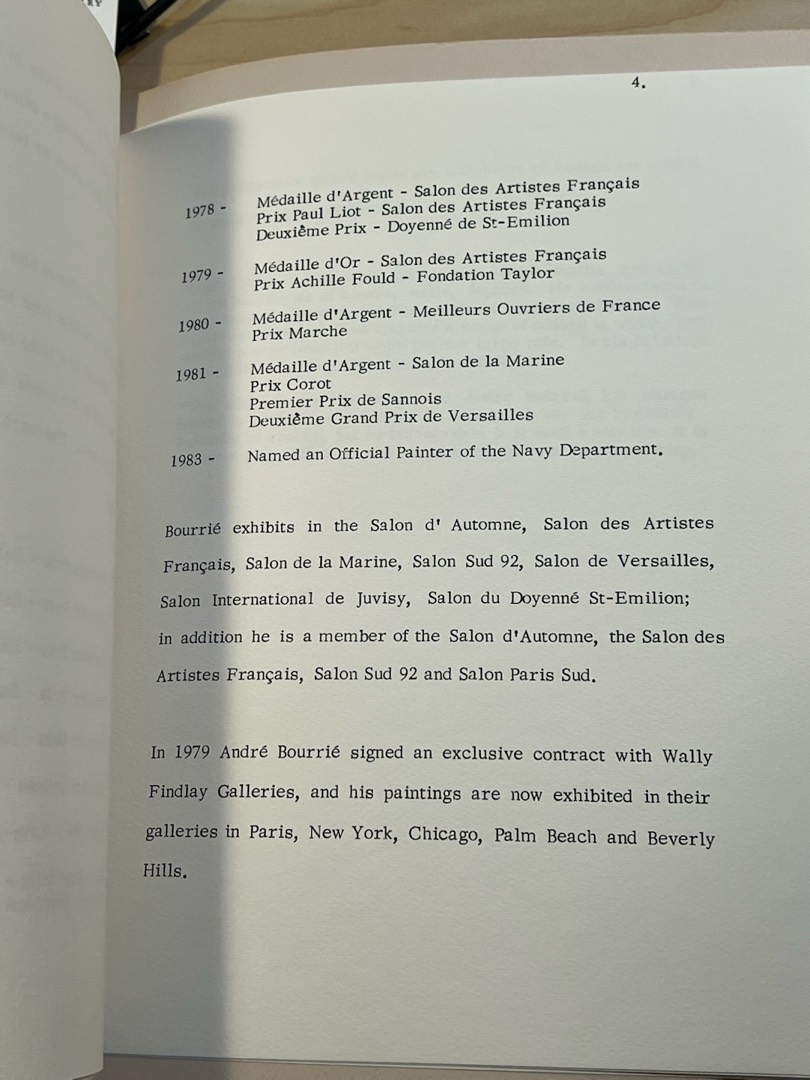 4.
1978 - Médaille d'Argent - Salon des Artistes Français
Prix Paul Liot - Salon des Artistes Français
Deuxième Prix - Doyenné de St-Emilion
1979 - Médaille d'Or - Salon des Artistes Français
Prix Achille Fould - Fondation Taylor
1980 - Médaille d'Argent - Meilleurs Ouvriers de France
Prix Marche
1981 - Médaille d'Argent - Salon de la Marine
Prix Corot
Premier Prix de Sannois
Deuxième Grand Prix de Versailles
1983 - Named an Official Painter of the Navy Department.
Bourrié exhibits in the Salon d' Automne, Salon des Artistes
Français, Salon de la Marine, Salon Sud 92, Salon de Versailles,
Salon International de Juvisy, Salon du Doyenné St-Emilion;
in addition he is a member of the Salon d'Automne, the Salon des
Artistes Français, Salon Sud 92 and Salon Paris Sud.
In 1979 André Bourrié signed an exclusive contract with Wally
Findlay Galleries, and his paintings are now exhibited in their
galleries in Paris, New York, Chicago, Palm Beach and Beverly
Hills.